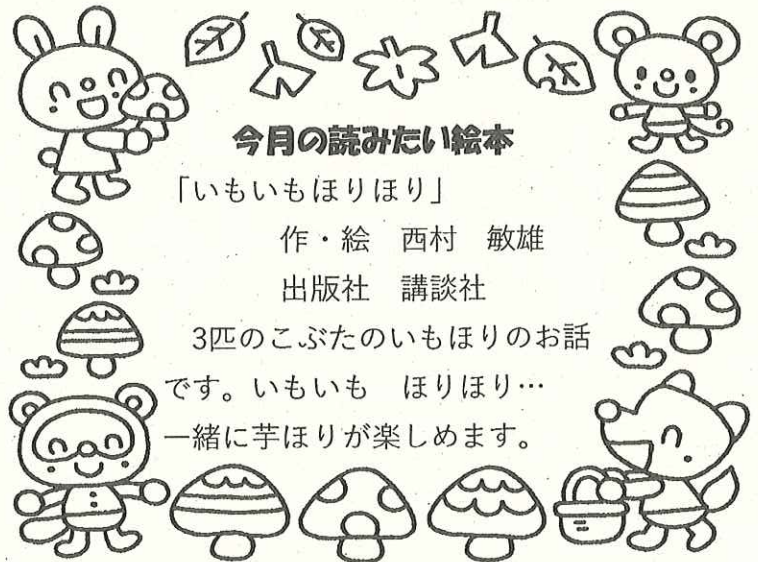 今月の読みたい絵本
「いもいもほりほり」
作・絵　西村　敏雄
出版社　講談社
3匹のこぶたのいもほりのお話
です。いもいも　ほりほり…
一緒に芋ほりが楽しめます。